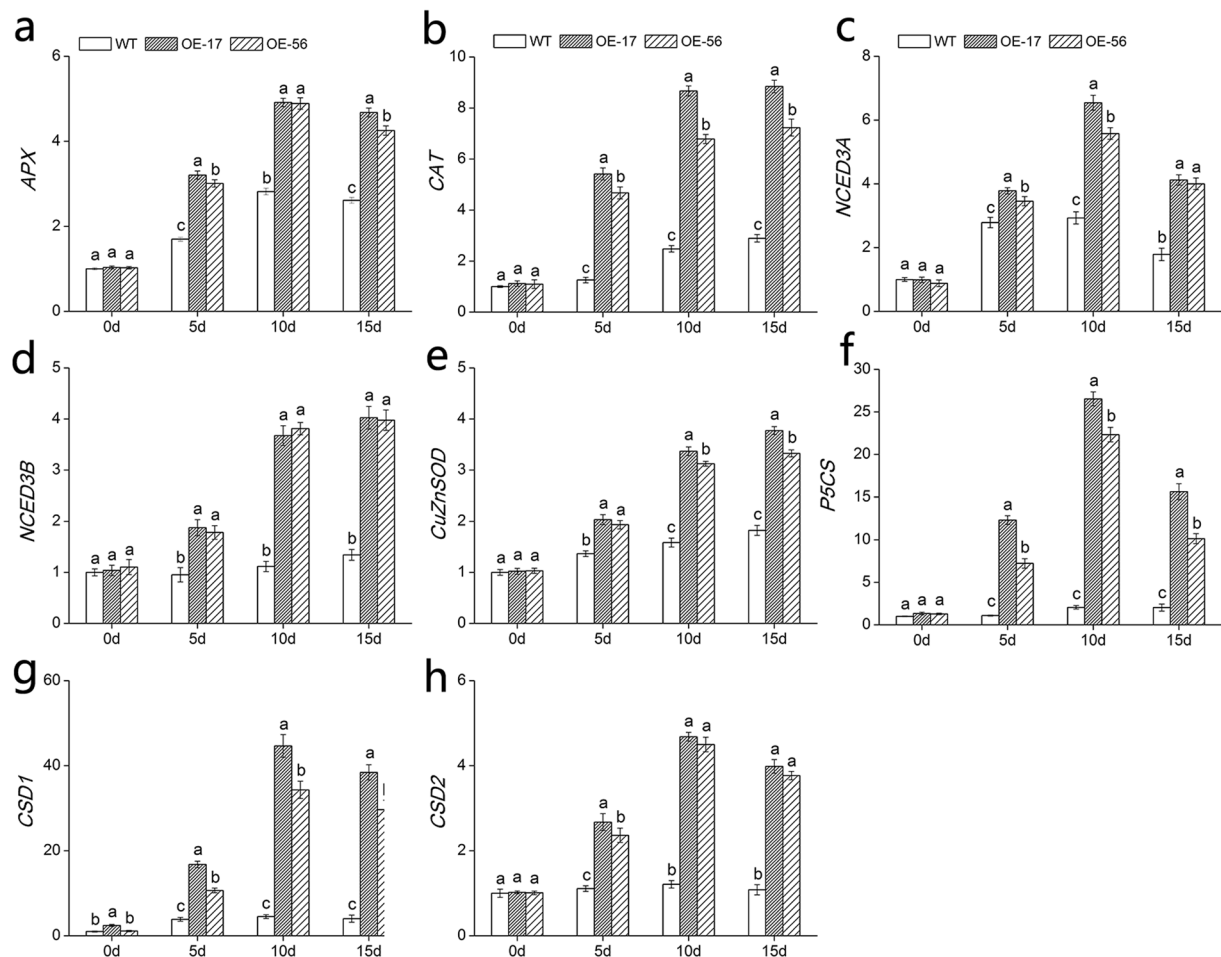 a
WT OE-17 OE-56
6
4
2
0
APX
a a a
c a b
b a a
c a b
0d 5d 10d 15d
b
WT OE-17 OE-56
10
8
6
4
2
0
CAT
a a a
c a b
c a b
c a b
0d 5d 10d 15d
c
WT OE-17 OE-56
8
6
4
2
0
NCED3A
a a a
c a b
c a b
b a a
0d 5d 10d 15d
d
5
4
3
2
1
0
NCED3B
a a a
b a a
b a a
b a a
0d 5d 10d 15d
e
5
4
3
2
1
0
CuZnSOD
a a a
b a a
c a b
c a b
0d 5d 10d 15d
f
30
25
20
15
10
5
0
P5CS
a a a
c a b
c a b
c a b
0d 5d 10d 15d
g
60
40
20
0
CSD1
b a b
c a b
c a b
c a
0d 5d 10d 15d
h
6
4
2
0
CSD2
a a a
c a b
b a a
b a a
0d 5d 10d 15d